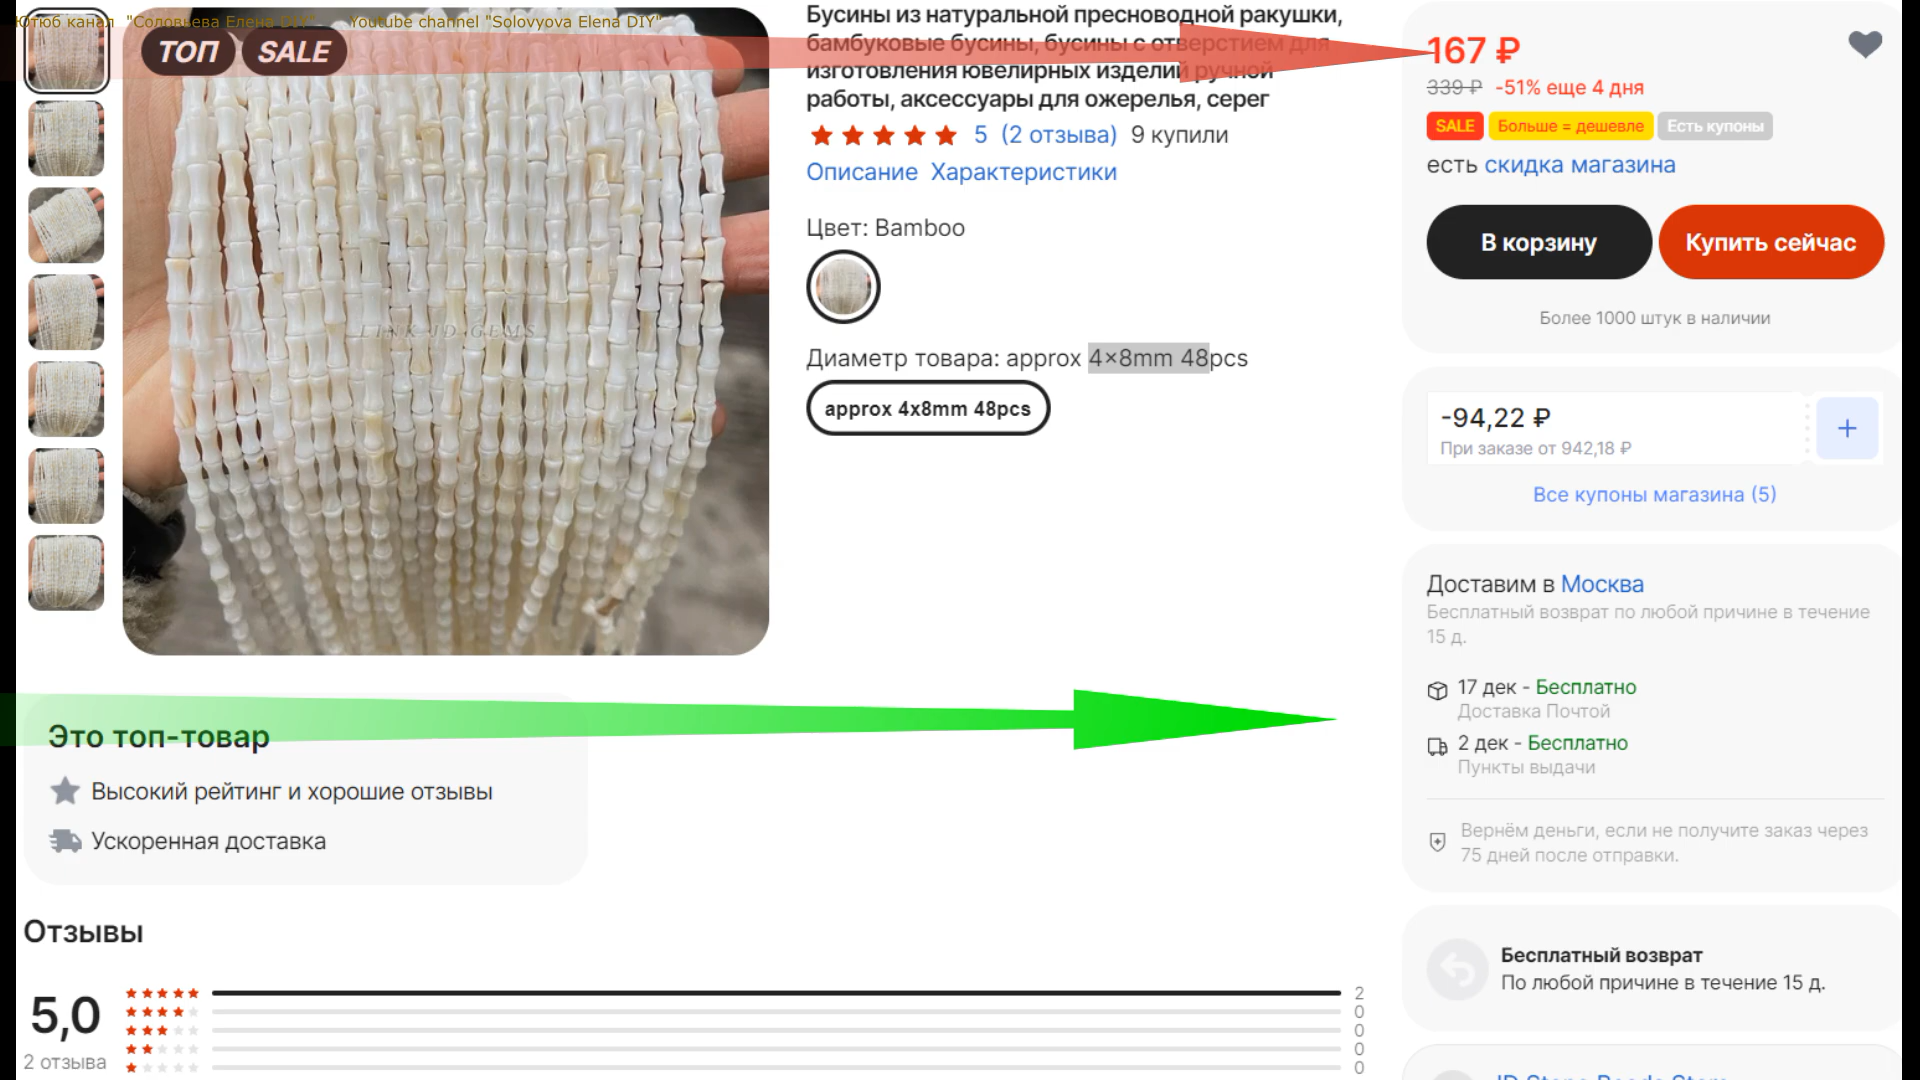 Ютюб канал "Соловьева Елена DIY" Youtube channel "Solovyova Elena DIY"
ТОП SALE
LINK ID GEMS
Бусины из натуральной пресноводной ракушки,
бамбуковые бусины, бусины с отверстием для
изготовления ювелирных изделий ручной
работы, аксессуары для ожерелья, серег
5 (2 отзыва) 9 купили
Описание Характеристики
Цвет: Bamboo
Диаметр товара: approx 4×8mm 48pcs
approx 4x8mm 48pcs
167 ₽
339 ₽ -51% еще 4 дня
SALE Больше = дешевле Есть купоны
есть скидка магазина
В корзину Купить сейчас
Более 1000 штук в наличии
-94,22 ₽
При заказе от 942,18 ₽
+
Все купоны магазина (5)
Доставим в Москва
Бесплатный возврат по любой причине в течение
15 д.
17 дек - Бесплатно
Доставка Почтой
2 дек - Бесплатно
Пункты выдачи
Вернём деньги, если не получите заказ через
75 дней после отправки.
Бесплатный возврат
По любой причине в течение 15 д.
ID Stone Beads Store
Это топ-товар
Высокий рейтинг и хорошие отзывы
Ускоренная доставка
Отзывы
5,0
2 отзыва
2
0
0
0
0